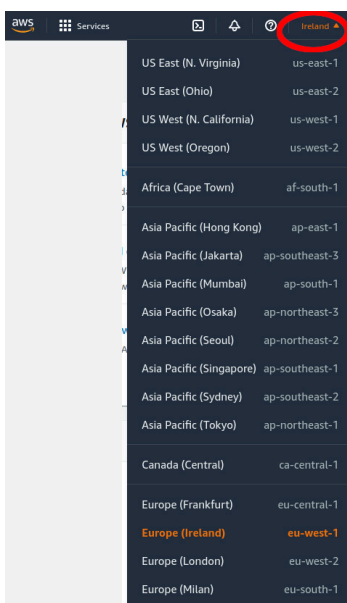 aws Services Ireland
US East (N. Virginia) us-east-1
US East (Ohio) us-east-2
US West (N. California) us-west-1
US West (Oregon) us-west-2
Africa (Cape Town) af-south-1
Asia Pacific (Hong Kong) ap-east-1
Asia Pacific (Jakarta) ap-southeast-3
Asia Pacific (Mumbai) ap-south-1
Asia Pacific (Osaka) ap-northeast-3
Asia Pacific (Seoul) ap-northeast-2
Asia Pacific (Singapore) ap-southeast-1
Asia Pacific (Sydney) ap-southeast-2
Asia Pacific (Tokyo) ap-northeast-1
Canada (Central) ca-central-1
Europe (Frankfurt) eu-central-1
Europe (Ireland) eu-west-1
Europe (London) eu-west-2
Europe (Milan) eu-south-1